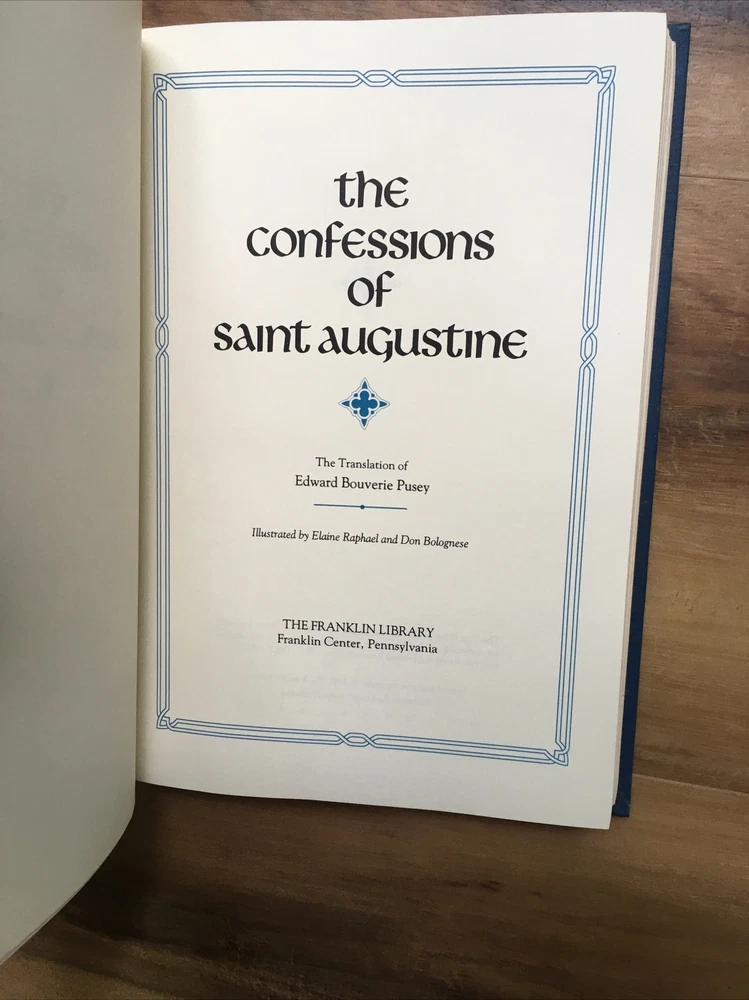 the
confessions
of
saint augustine
The Translation of
Edward Bouverie Pusey
Illustrated by Elaine Raphael and Don Bolognese
THE FRANKLIN LIBRARY
Franklin Center, Pennsylvania